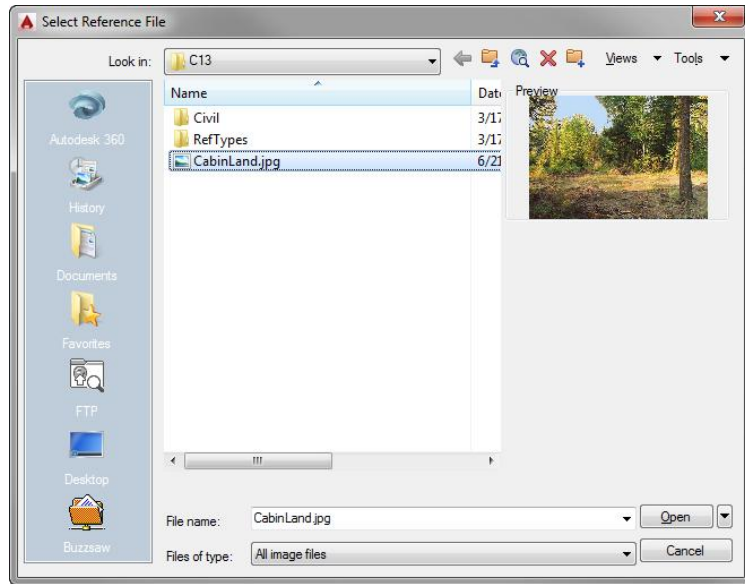 Select Reference File
Look in: C13 Views Tools
Name Date Preview
Civil 3/17
RefTypes 3/17
CabinLand.jpg 6/21
Autodesk 360
History
Documents
Favorites
FTP
Desktop
Buzzsaw
File name: CabinLand.jpg Open
Files of type: All image files Cancel